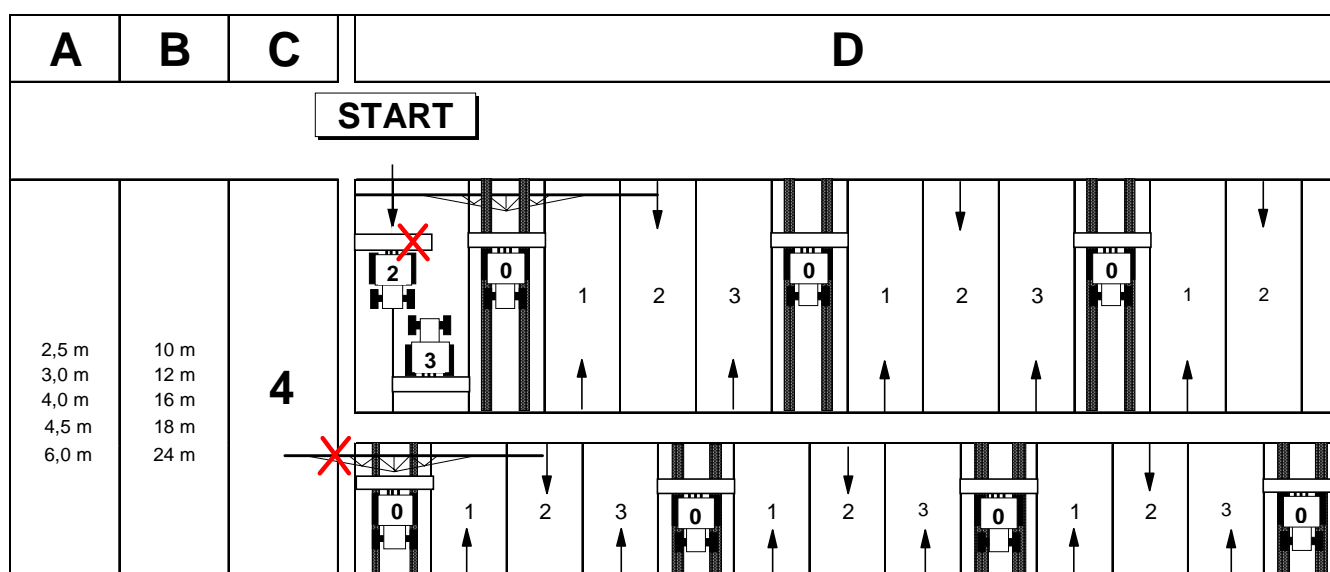 A B C D
START
2 0 0 0
1 2 3 1 2 3 1 2
3
2,5 m 10 m
3,0 m 12 m
4,0 m 16 m
4,5 m 18 m
6,0 m 24 m
4
0 1 2 3 0 1 2 3 0 1 2 3 0